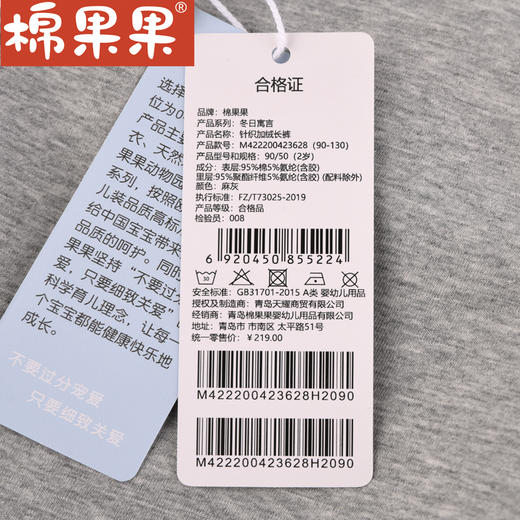 棉果果®
合格证
品牌：棉果果
产品系列：冬日寓言
产品名称：针织加绒长裤
产品款号：M422200423628 (90-130)
产品型号和规格：90/50（2岁）
成分：表层:95%棉5%氨纶(含胶)
里层:95%聚酯纤维5%氨纶(含胶)(配料除外)
颜色：麻灰
执行标准：FZ/T73025-2019
产品等级：合格品
检验员：008
6 920450 855224
30
安全标准：GB31701-2015 A类 婴幼儿用品
授权及制造商：青岛天耀商贸有限公司
经销商：青岛棉果果婴幼儿用品有限公司
地址：青岛市 市南区 太平路51号
统一零售价：￥219.00
M422200423628H2090
M422200423628H2090
选择
位为0
产品主要
衣、天然
果果动物园
系列，按照欧
儿装品质高标
给中国宝宝带来
品质的呵护。同时
果果坚持“不要过分
爱，只要细致关爱”
科学育儿理念，让每一
个宝宝都能健康快乐地
成长。
不要过分宠爱
只要细致关爱